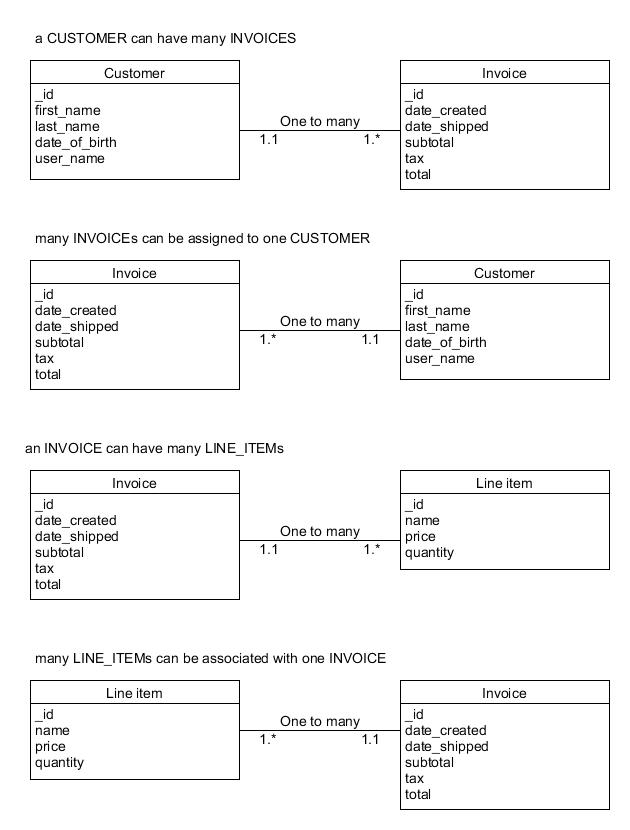 a CUSTOMER can have many INVOICES
Customer
_id
first_name
last_name
date_of_birth
user_name
One to many
1.1
1.*
Invoice
_id
date_created
date_shipped
subtotal
tax
total
many INVOICEs can be assigned to one CUSTOMER
Invoice
_id
date_created
date_shipped
subtotal
tax
total
One to many
1.*
1.1
Customer
_id
first_name
last_name
date_of_birth
user_name
an INVOICE can have many LINE_ITEMs
Invoice
_id
date_created
date_shipped
subtotal
tax
total
One to many
1.1
1.*
Line item
_id
name
price
quantity
many LINE_ITEMs can be associated with one INVOICE
Line item
_id
name
price
quantity
One to many
1.*
1.1
Invoice
_id
date_created
date_shipped
subtotal
tax
total